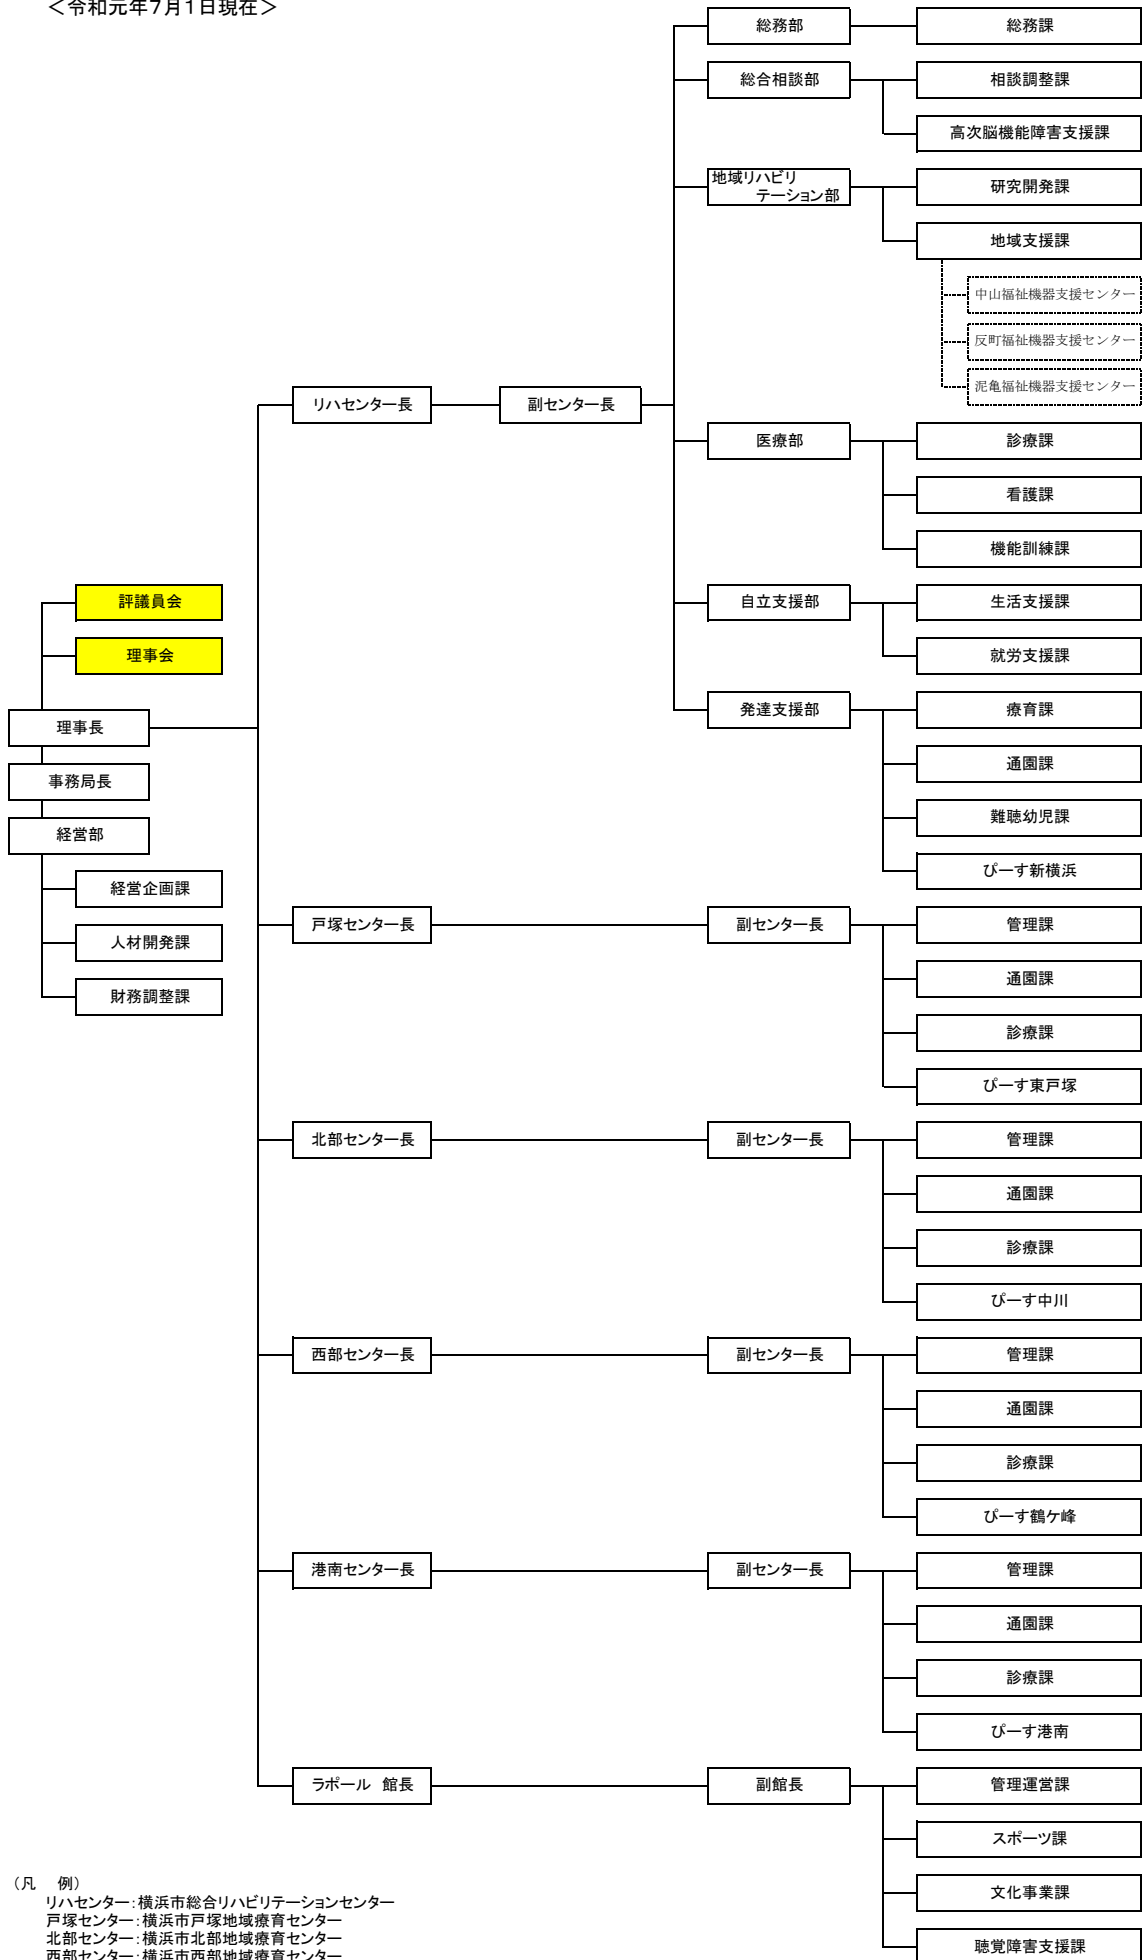 ＜令和元年7月1日現在＞
総務部
総務課
総合相談部
相談調整課
高次脳機能障害支援課
地域リハビリ
テーション部
研究開発課
地域支援課
中山福祉機器支援センター
反町福祉機器支援センター
泥亀福祉機器支援センター
リハセンター長
副センター長
医療部
診療課
看護課
機能訓練課
自立支援部
生活支援課
就労支援課
発達支援部
療育課
通園課
難聴幼児課
ぴーす新横浜
評議員会
理事会
理事長
事務局長
経営部
経営企画課
人材開発課
財務調整課
戸塚センター長
副センター長
管理課
通園課
診療課
ぴーす東戸塚
北部センター長
副センター長
管理課
通園課
診療課
ぴーす中川
西部センター長
副センター長
管理課
通園課
診療課
ぴーす鶴ケ峰
港南センター長
副センター長
管理課
通園課
診療課
ぴーす港南
ラポール　館長
副館長
管理運営課
スポーツ課
文化事業課
聴覚障害支援課
（凡　例）
リハセンター：横浜市総合リハビリテーションセンター
戸塚センター：横浜市戸塚地域療育センター
北部センター：横浜市北部地域療育センター
西部センター：横浜市西部地域療育センター